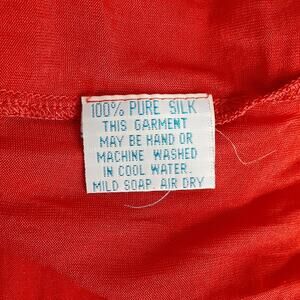 100% PURE SILK
THIS GARMENT
MAY BE HAND OR
MACHINE WASHED
IN COOL WATER.
MILD SOAP. AIR DRY